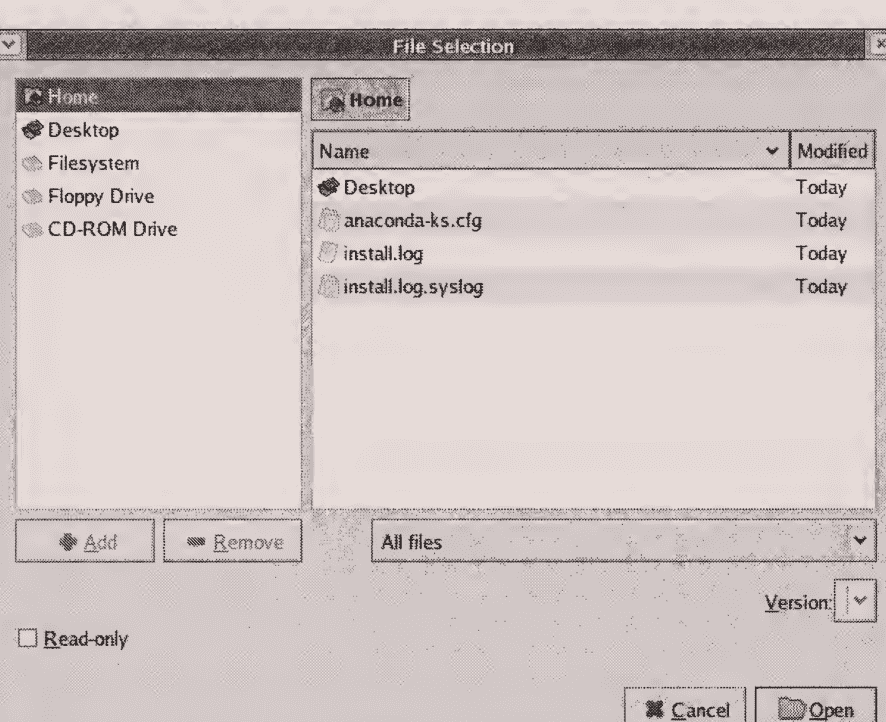 File Selection
Home
Desktop
Filesystem
Floppy Drive
CD-ROM Drive
Home
Name Modified
Desktop Today
anaconda-ks.cfg Today
install.log Today
install.log.syslog Today
Add Remove All files
Version:
Read-only
Cancel Open